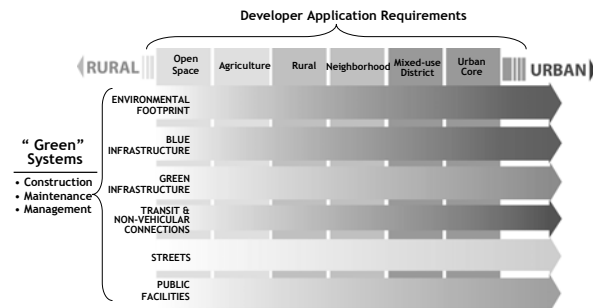 Developer Application Requirements
RURAL
Open
Space
Agriculture
Rural
Neighborhood
Mixed-use
District
Urban
Core
URBAN
ENVIRONMENTAL
FOOTPRINT
BLUE
INFRASTRUCTURE
“ Green”
Systems
• Construction
• Maintenance
• Management
GREEN
INFRASTRUCTURE
TRANSIT &
NON-VEHICULAR
CONNECTIONS
STREETS
PUBLIC
FACILITIES